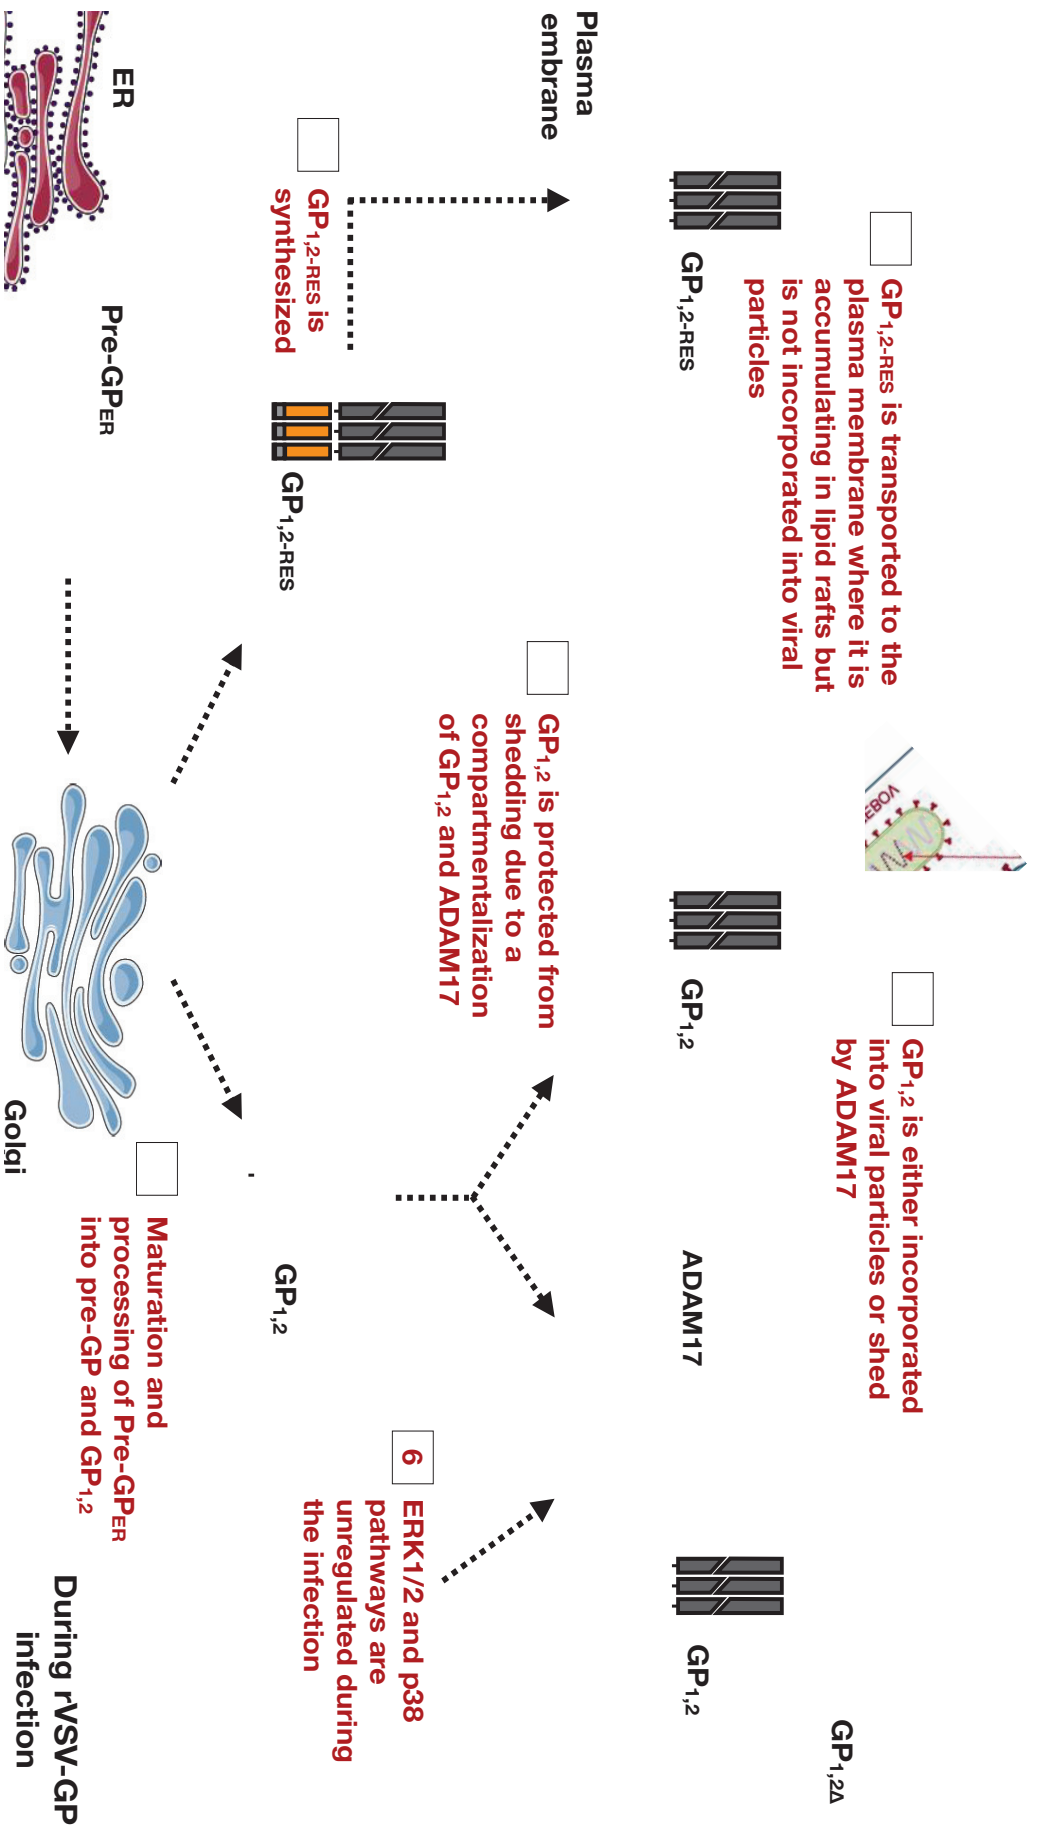 Plasma
embrane
GP1,2-RES is transported to the
plasma membrane where it is
accumulating in lipid rafts but
is not incorporated into viral
particles
GP1,2-RES
EBOV
GP1,2 is either incorporated
into viral particles or shed
by ADAM17
GP1,2
ADAM17
GP1,2
GP1,2Δ
GP1,2 is protected from
shedding due to a
compartmentalization
of GP1,2 and ADAM17
GP1,2-RES is
synthesized
GP1,2-RES
GP1,2
6
ERK1/2 and p38
pathways are
unregulated during
the infection
ER
Pre-GPER
Golgi
Maturation and
processing of Pre-GPER
into pre-GP and GP1,2
During rVSV-GP
infection